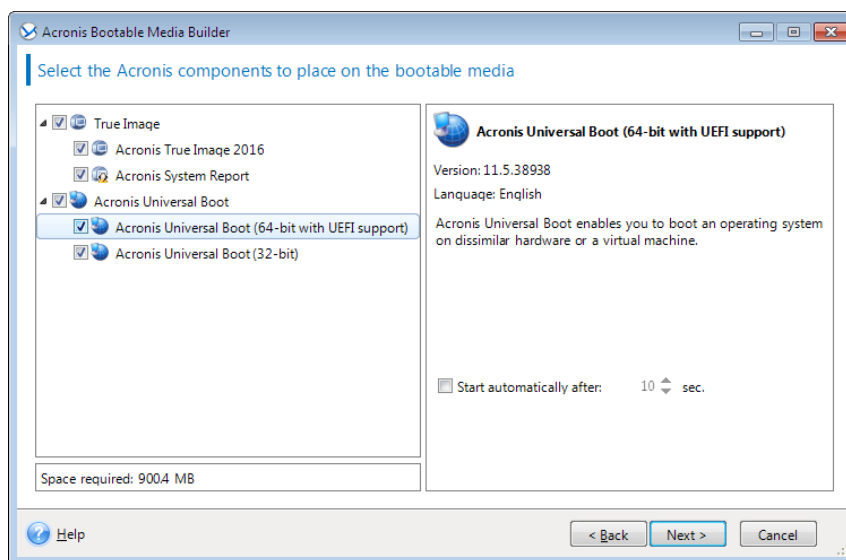 Acronis Bootable Media Builder
Select the Acronis components to place on the bootable media
True Image
Acronis True Image 2016
Acronis System Report
Acronis Universal Boot
Acronis Universal Boot (64-bit with UEFI support)
Acronis Universal Boot (32-bit)
Space required: 900.4 MB
Acronis Universal Boot (64-bit with UEFI support)
Version: 11.5.38938
Language: English
Acronis Universal Boot enables you to boot an operating system
on dissimilar hardware or a virtual machine.
Start automatically after: 10 sec.
Help
< Back Next > Cancel